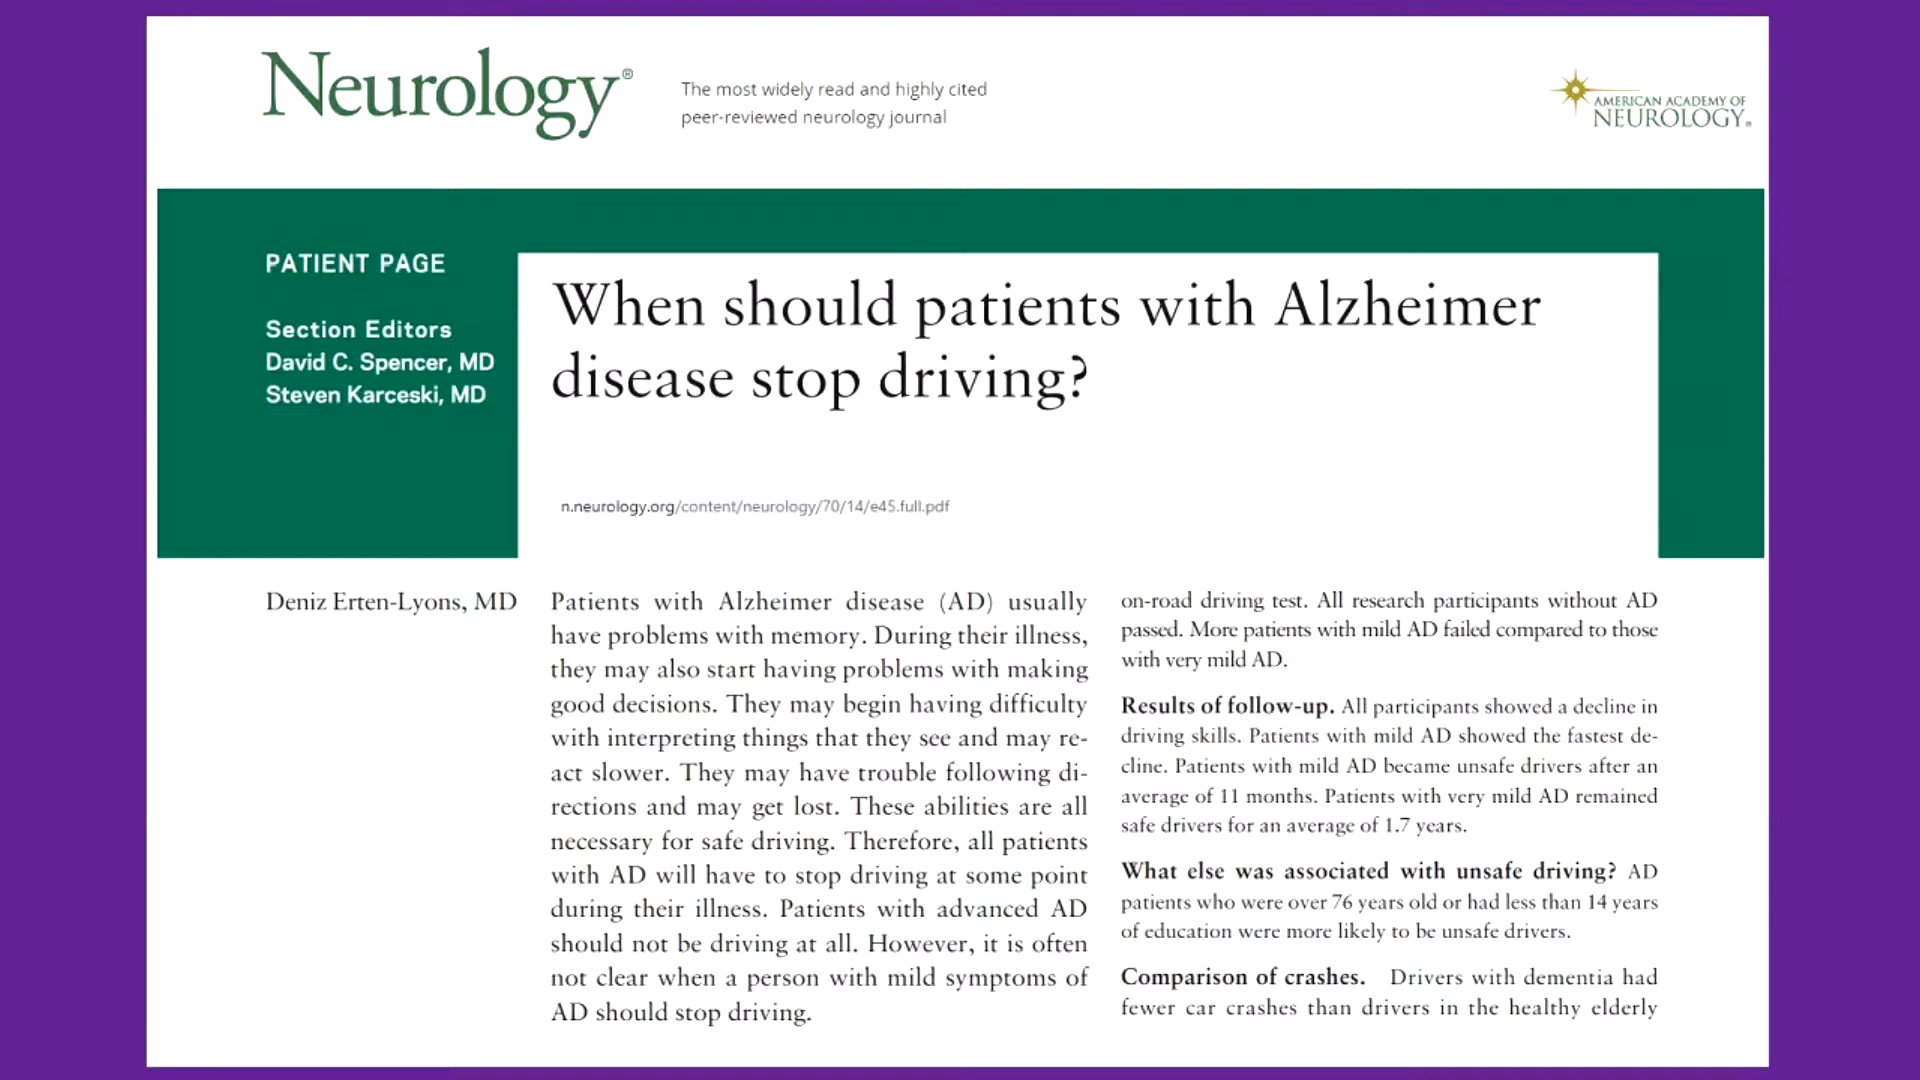 Neurology®
The most widely read and highly cited
peer-reviewed neurology journal
AMERICAN ACADEMY OF
NEUROLOGY®
PATIENT PAGE
Section Editors
David C. Spencer, MD
Steven Karceski, MD
When should patients with Alzheimer
disease stop driving?
n.neurology.org/content/neurology/70/14/e45.full.pdf
Deniz Erten-Lyons, MD
Patients with Alzheimer disease (AD) usually
have problems with memory. During their illness,
they may also start having problems with making
good decisions. They may begin having difficulty
with interpreting things that they see and may re-
act slower. They may have trouble following di-
rections and may get lost. These abilities are all
necessary for safe driving. Therefore, all patients
with AD will have to stop driving at some point
during their illness. Patients with advanced AD
should not be driving at all. However, it is often
not clear when a person with mild symptoms of
AD should stop driving.
on-road driving test. All research participants without AD
passed. More patients with mild AD failed compared to those
with very mild AD.
Results of follow-up. All participants showed a decline in
driving skills. Patients with mild AD showed the fastest de-
cline. Patients with mild AD became unsafe drivers after an
average of 11 months. Patients with very mild AD remained
safe drivers for an average of 1.7 years.
What else was associated with unsafe driving? AD
patients who were over 76 years old or had less than 14 years
of education were more likely to be unsafe drivers.
Comparison of crashes. Drivers with dementia had
fewer car crashes than drivers in the healthy elderly